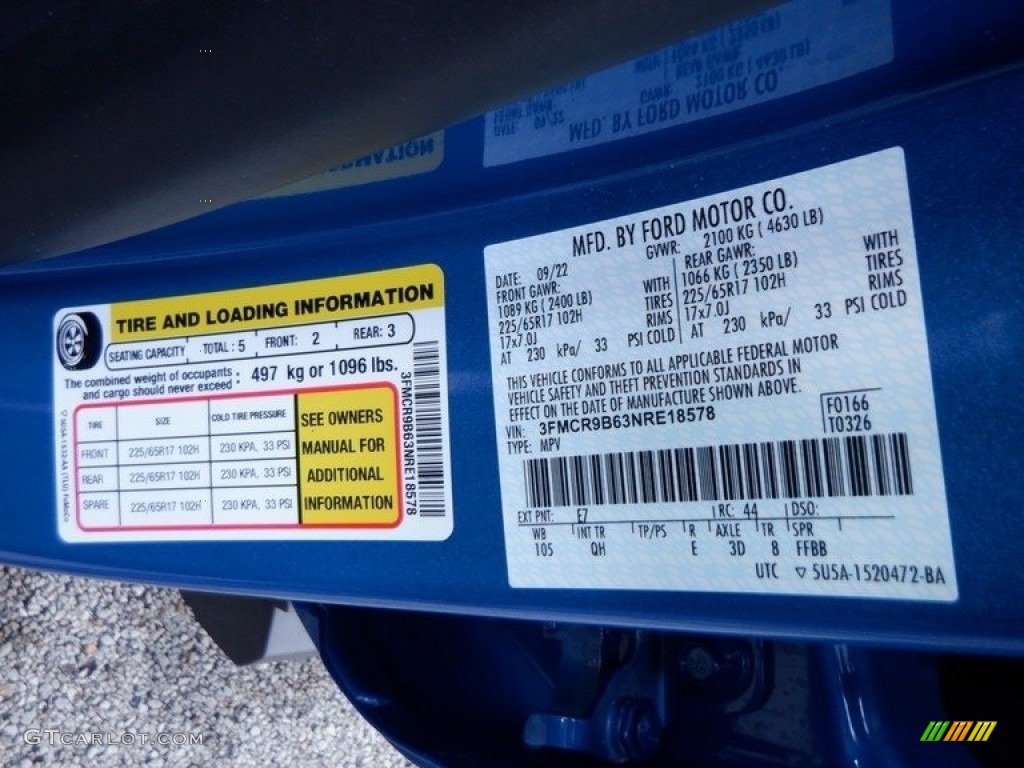 MFD. BY FORD MOTOR CO.
DATE: 09/22
GVWR: 2100 KG ( 4630 LB)
FRONT GAWR:
1089 KG ( 2400 LB) WITH
225/65R17 102H TIRES
17x7.0J RIMS
AT 230 kPa/ 33 PSI COLD
REAR GAWR:
1066 KG ( 2350 LB) WITH
225/65R17 102H TIRES
17x7.0J RIMS
AT 230 kPa/ 33 PSI COLD
THIS VEHICLE CONFORMS TO ALL APPLICABLE FEDERAL MOTOR
VEHICLE SAFETY AND THEFT PREVENTION STANDARDS IN
EFFECT ON THE DATE OF MANUFACTURE SHOWN ABOVE.
VIN: 3FMCR9B63NRE18578
TYPE: MPV
F0166
T0326
EXT PNT: E7 RC: 44 DSO:
WB INT TR TP/PS R AXLE TR SPR
105 QH E 3D 8 FFBB
UTC ▽ 5U5A-1520472-BA
TIRE AND LOADING INFORMATION
SEATING CAPACITY TOTAL : 5 FRONT: 2 REAR: 3
The combined weight of occupants
and cargo should never exceed : 497 kg or 1096 lbs.
TIRE SIZE COLD TIRE PRESSURE
FRONT 225/65R17 102H 230 KPA, 33 PSI
REAR 225/65R17 102H 230 KPA, 33 PSI
SPARE 225/65R17 102H 230 KPA, 33 PSI
SEE OWNERS
MANUAL FOR
ADDITIONAL
INFORMATION
3FMCR9B63NRE18578
GTCARLOT.COM